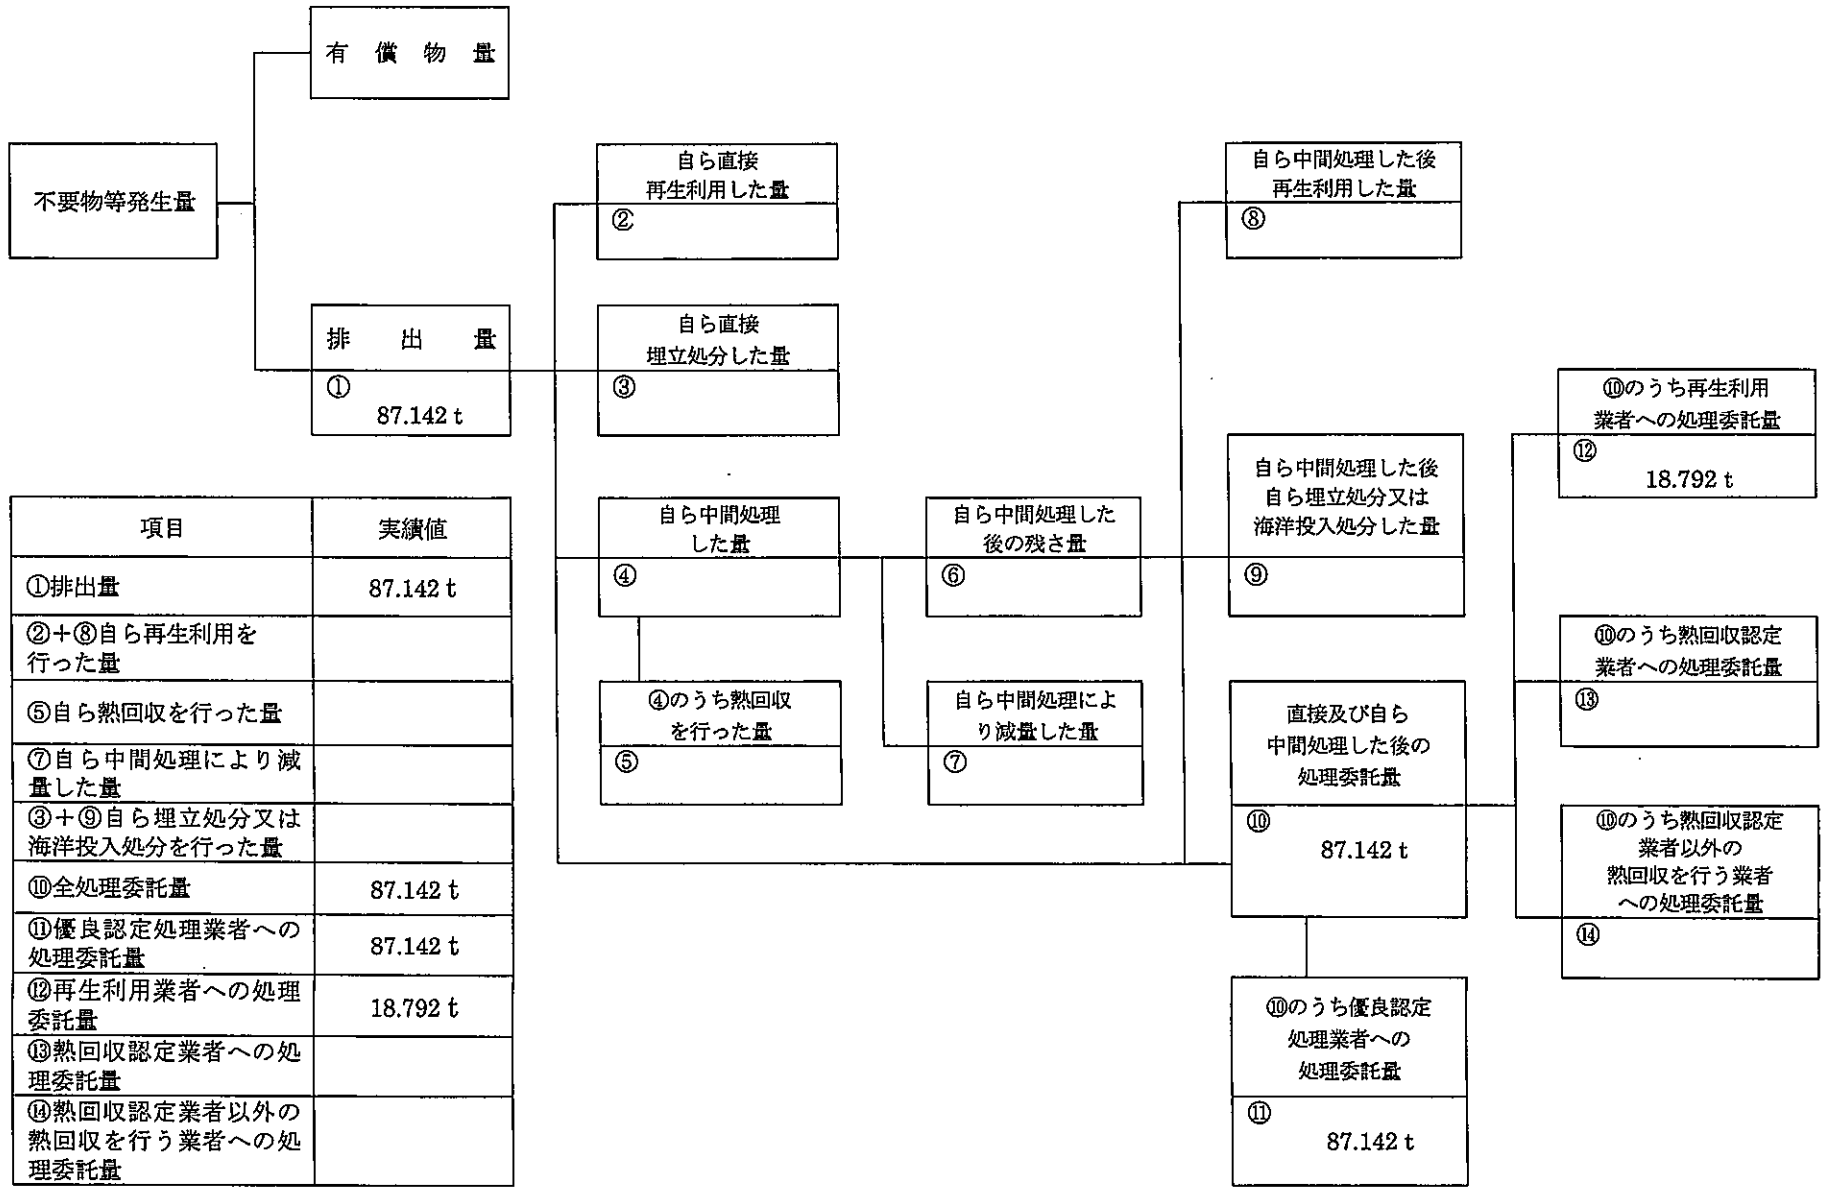 有償物量
不要物等発生量
排出量
①
87.142 t
自ら直接
再生利用した量
②
自ら直接
埋立処分した量
③
自ら中間処理
した量
④
④のうち熱回収
を行った量
⑤
自ら中間処理した
後の残さ量
⑥
自ら中間処理によ
り減量した量
⑦
自ら中間処理した後
再生利用した量
⑧
自ら中間処理した後
自ら埋立処分又は
海洋投入処分した量
⑨
直接及び自ら
中間処理した後の
処理委託量
⑩
87.142 t
⑩のうち優良認定
処理業者への
処理委託量
⑪
87.142 t
⑩のうち再生利用
業者への処理委託量
⑫
18.792 t
⑩のうち熱回収認定
業者への処理委託量
⑬
⑩のうち熱回収認定
業者以外の
熱回収を行う業者
への処理委託量
⑭
項目 実績値
①排出量 87.142 t
②+⑧自ら再生利用を
行った量
⑤自ら熱回収を行った量
⑦自ら中間処理により減
量した量
③+⑨自ら埋立処分又は
海洋投入処分を行った量
⑩全処理委託量 87.142 t
⑪優良認定処理業者への
処理委託量 87.142 t
⑫再生利用業者への処理
委託量 18.792 t
⑬熱回収認定業者への処
理委託量
⑭熱回収認定業者以外の
熱回収を行う業者への処
理委託量